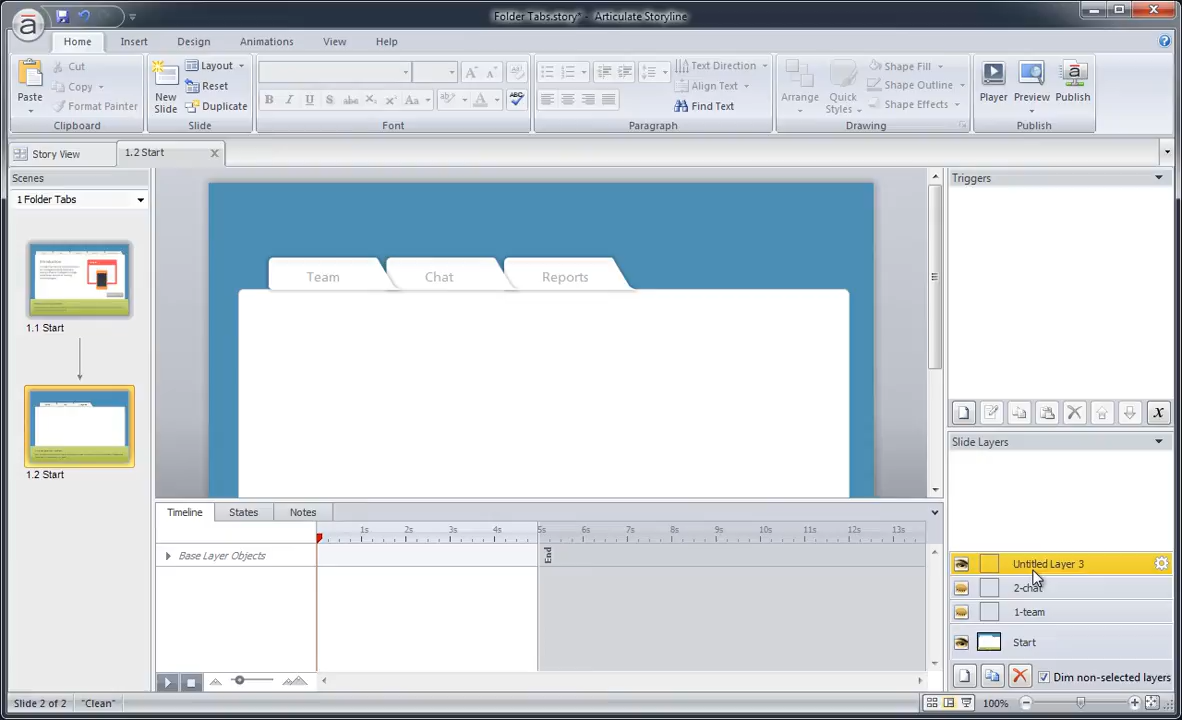 Folder Tabs.story* - Articulate Storyline
Home
Insert
Design
Animations
View
Help
Paste
Cut
Copy
Format Painter
Clipboard
New Slide
Layout
Reset
Duplicate
Slide
Font
Text Direction
Align Text
Find Text
Paragraph
Arrange
Quick Styles
Shape Fill
Shape Outline
Shape Effects
Drawing
Player
Preview
Publish
Publish
Story View
1.2 Start
Scenes
1 Folder Tabs
1.1 Start
1.2 Start
Team
Chat
Reports
Triggers
Slide Layers
Untitled Layer 3
2-chat
1-team
Start
Dim non-selected layers
Timeline
States
Notes
1s 2s 3s 4s 5s 6s 7s 8s 9s 10s 11s 12s 13s
Base Layer Objects
End
Slide 2 of 2
"Clean"
100%